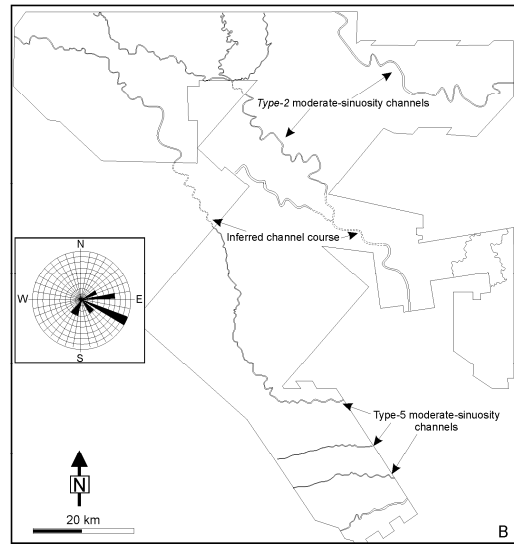 Type-2 moderate-sinuosity channels
Inferred channel course
N
W
E
S
Type-5 moderate-sinuosity
channels
N
20 km
B